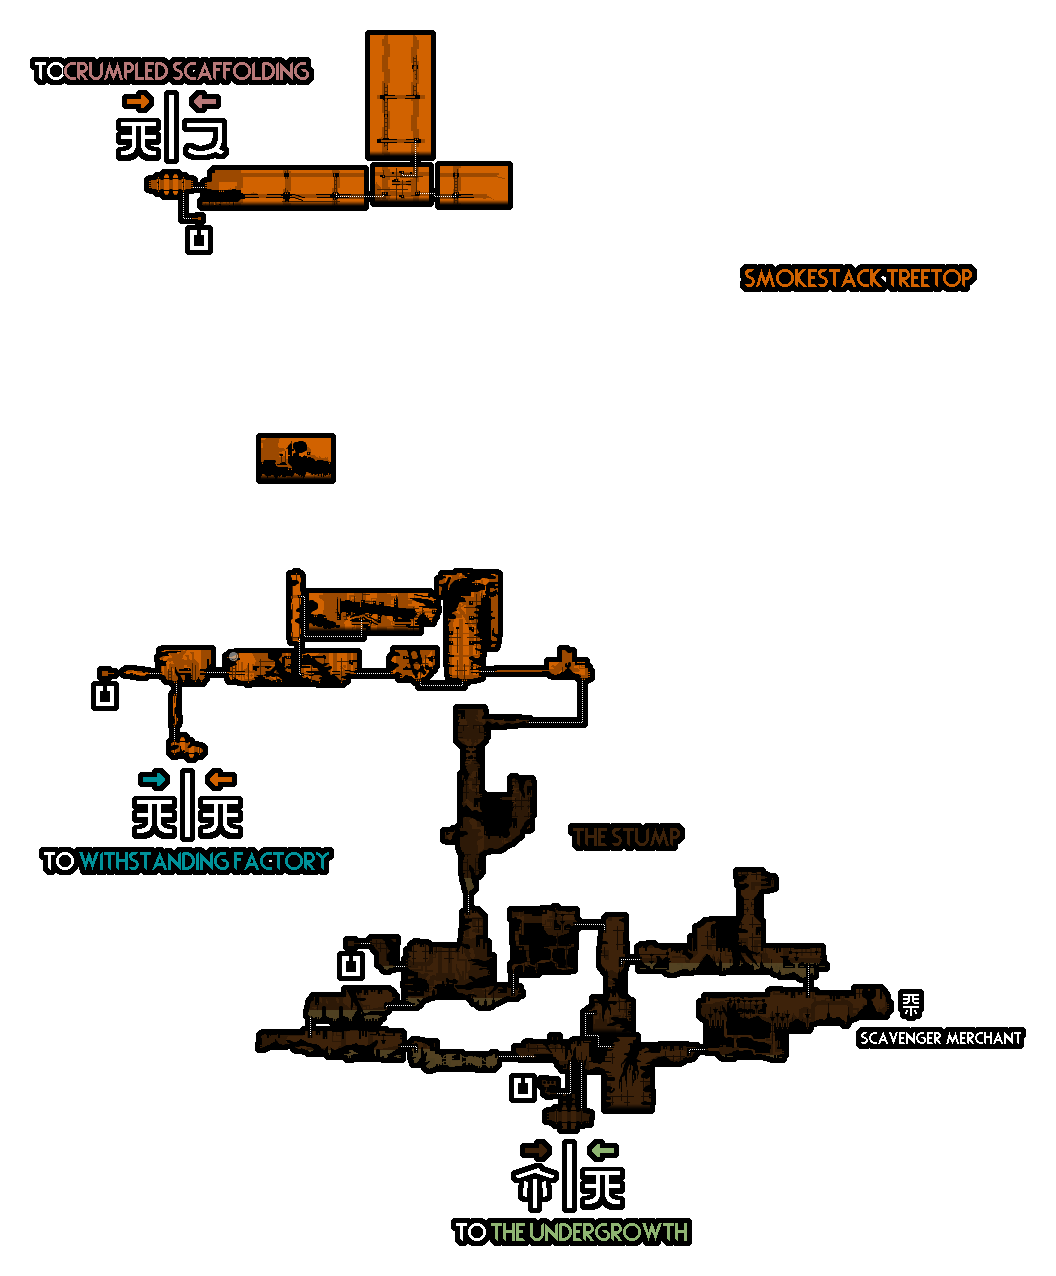 TO CRUMPLED SCAFFOLDING
SMOKESTACK TREETOP
THE STUMP
TO WITHSTANDING FACTORY
SCAVENGER MERCHANT
TO THE UNDERGROWTH